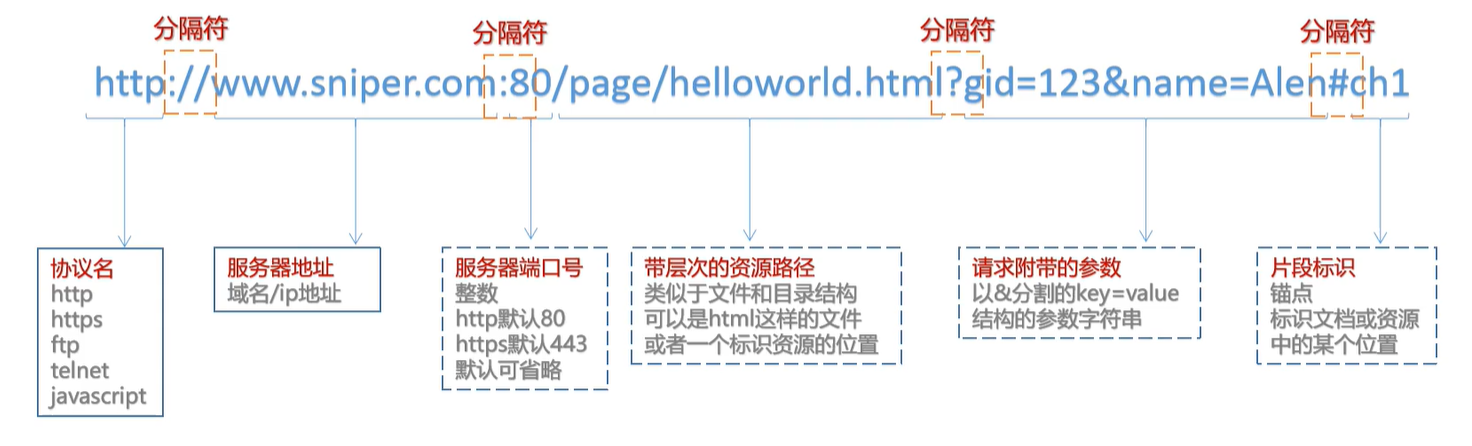 分隔符
分隔符
分隔符
分隔符
http://www.sniper.com:80/page/helloworld.html?gid=123&name=Alen#ch1
协议名
http
https
ftp
telnet
javascript
服务器地址
域名/ip地址
服务器端口号
整数
http默认80
https默认443
默认可省略
带层次的资源路径
类似于文件和目录结构
可以是html这样的文件
或者一个标识资源的位置
请求附带的参数
以&分割的key=value
结构的参数字符串
片段标识
锚点
标识文档或资源
中的某个位置